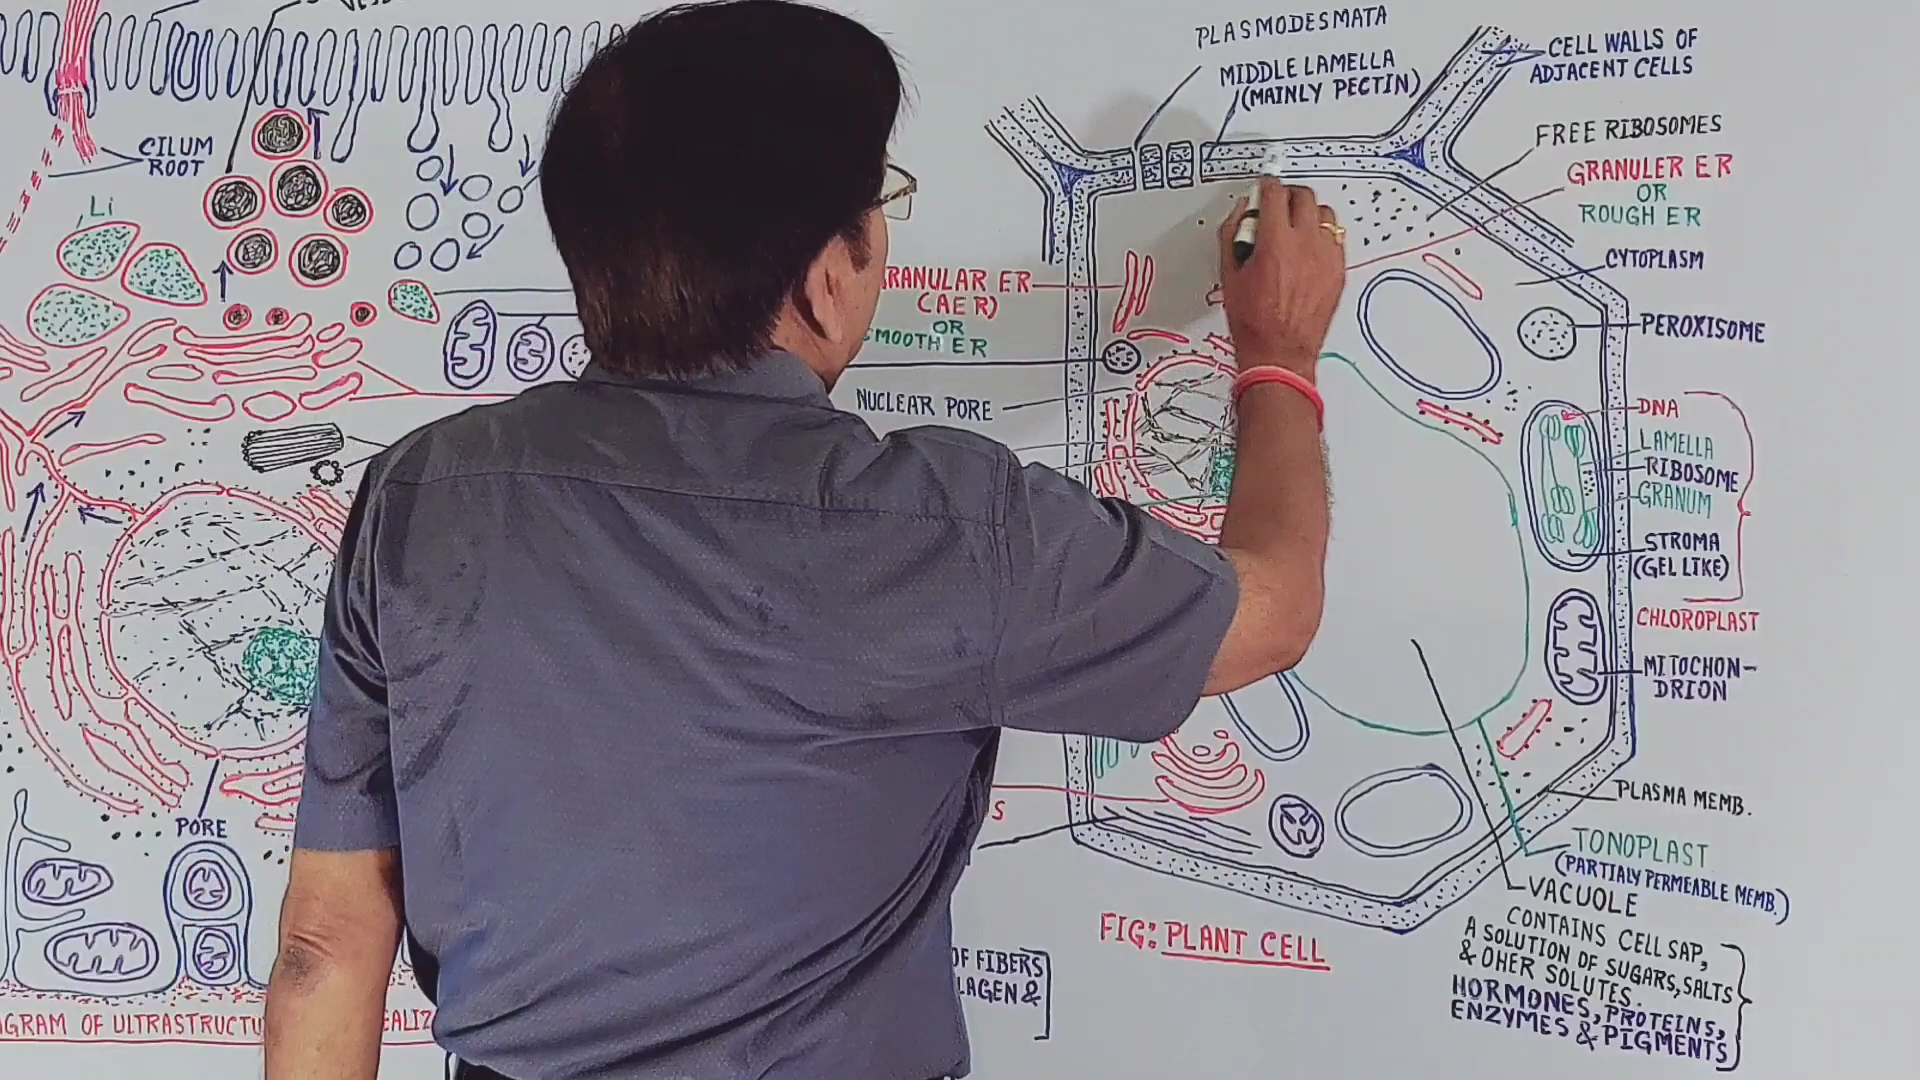 CILUM
ROOT
Li
PORE
PLASMODESMATA
MIDDLE LAMELLA
(MAINLY PECTIN)
CELL WALLS OF
ADJACENT CELLS
FREE RIBOSOMES
GRANULER ER
OR
ROUGH ER
CYTOPLASM
RANULAR ER
(AER)
OR
MOOTH ER
NUCLEAR PORE
PEROXISOME
DNA
LAMELLA
RIBOSOME
GRANUM
STROMA
(GEL LIKE)
CHLOROPLAST
MITOCHON-
DRION
S
PLASMA MEMB.
TONOPLAST
(PARTIALY PERMEABLE MEMB.)
VACUOLE
CONTAINS CELL SAP,
A SOLUTION OF SUGARS, SALTS
& OHER SOLUTES.
HORMONES, PROTEINS,
ENZYMES & PIGMENTS
FIG: PLANT CELL
OF FIBERS
LAGEN &
GRAM OF ULTRASTRUCTU EALIZ